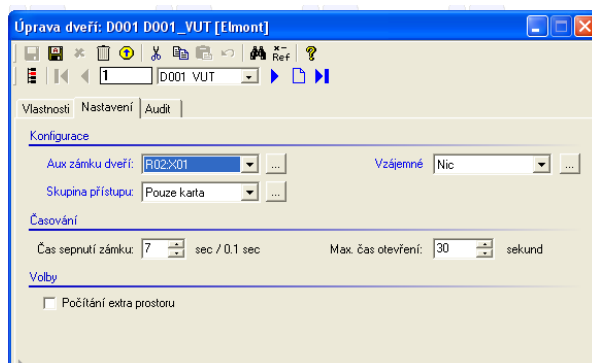 Úprava dveří: D001 D001_VUT [Elmont]
x- Ref
1 D001 VUT
Vlastnosti Nastavení Audit
Konfigurace
Aux zámku dveří: R02:X01 ... Vzájemné Nic ...
Skupina přístupu: Pouze karta ...
Časování
Čas sepnutí zámku: 7 sec / 0.1 sec Max. čas otevření: 30 sekund
Volby
Počítání extra prostoru